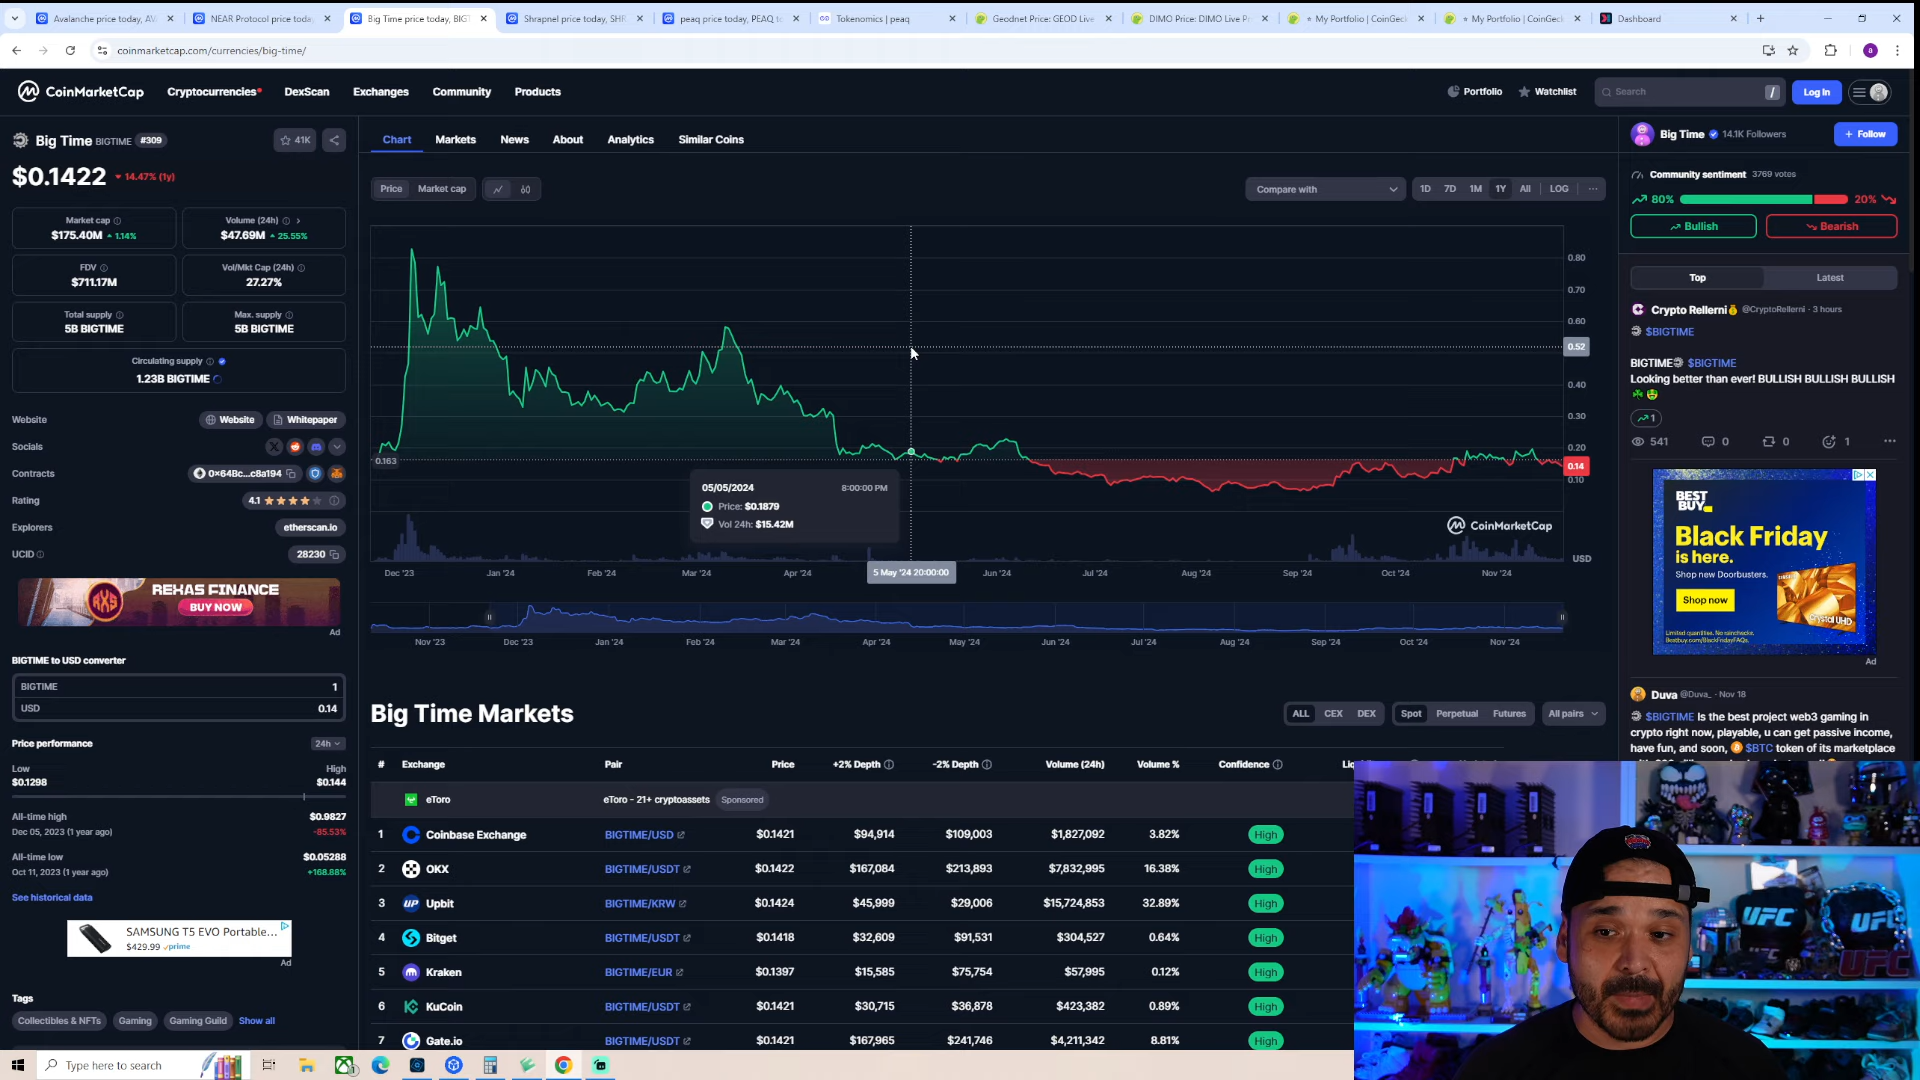 Avalanche price today, AV
NEAR Protocol price today
Big Time price today, BIGT
Shrapnel price today, SHR
peaq price today, PEAQ to
Tokenomics | peaq
Geodnet Price: GEOD Live
DIMO Price: DIMO Live Pr
My Portfolio | CoinGeck
My Portfolio | CoinGeck
Dashboard
coinmarketcap.com/currencies/big-time/
a
CoinMarketCap
Cryptocurrencies
DexScan
Exchanges
Community
Products
Portfolio
Watchlist
Search
/
Log In
Big Time BIGTIME #309
41K
$0.1422
14.47% (1y)
Market cap
$175.40M 1.14%
Volume (24h)
$47.69M 25.55%
FDV
$711.17M
Vol/Mkt Cap (24h)
27.27%
Total supply
5B BIGTIME
Max. supply
5B BIGTIME
Circulating supply
1.23B BIGTIME
Website
Website
Whitepaper
Socials
Contracts
0x64Bc...c8a194
Rating
4.1
Explorers
etherscan.io
UCID
28230
RXS
REHAS FINANCE
BUY NOW
Ad
BIGTIME to USD converter
BIGTIME 1
USD 0.14
Price performance
24h
Low
High
$0.1298
$0.144
All-time high
$0.9827
Dec 05, 2023 (1 year ago)
-85.53%
All-time low
$0.05288
Oct 11, 2023 (1 year ago)
+168.88%
See historical data
SAMSUNG T5 EVO Portable...
$429.99 prime
Ad
Tags
Collectibles & NFTs
Gaming
Gaming Guild
Show all
Chart
Markets
News
About
Analytics
Similar Coins
Price
Market cap
Compare with
1D
7D
1M
1Y
All
LOG
...
0.80
0.70
0.60
0.52
0.40
0.30
0.20
0.14
0.10
0.163
05/05/2024
8:00:00 PM
Price: $0.1879
Vol 24h: $15.42M
CoinMarketCap
USD
Dec '23
Jan '24
Feb '24
Mar '24
Apr '24
5 May '24 20:00:00
Jun '24
Jul '24
Aug '24
Sep '24
Oct '24
Nov '24
Nov '23
Dec '23
Jan '24
Feb '24
Mar '24
Apr '24
May '24
Jun '24
Jul '24
Aug '24
Sep '24
Oct '24
Nov '24
Big Time Markets
ALL
CEX
DEX
Spot
Perpetual
Futures
All pairs
# Exchange Pair Price +2% Depth -2% Depth Volume (24h) Volume % Confidence
eToro eToro - 21+ cryptoassets Sponsored
1 Coinbase Exchange BIGTIME/USD $0.1421 $94,914 $109,003 $1,827,092 3.82% High
2 OKX BIGTIME/USDT $0.1422 $167,084 $213,893 $7,832,995 16.38% High
3 UP Upbit BIGTIME/KRW $0.1424 $45,999 $29,006 $15,724,853 32.89% High
4 Bitget BIGTIME/USDT $0.1418 $32,609 $91,531 $304,527 0.64% High
5 Kraken BIGTIME/EUR $0.1397 $15,585 $75,754 $57,995 0.12% High
6 KuCoin BIGTIME/USDT $0.1421 $30,715 $36,878 $423,382 0.89% High
7 Gate.io BIGTIME/USDT $0.1421 $167,965 $241,746 $4,211,342 8.81% High
Big Time
14.1K Followers
+ Follow
Community sentiment 3769 votes
80%
20%
Bullish
Bearish
Top
Latest
Crypto Rellerni
@CryptoRellerni · 3 hours
$BIGTIME
BIGTIME $BIGTIME
Looking better than ever! BULLISH BULLISH BULLISH
1
541
0
0
1
BEST
BUY
Black Friday
is here.
Shop new Doorbusters.
Shop now
Crystal UHD
Limited quantities. No rainchecks.
Bestbuy.com/BlackFridayFAQs.
Ad
Duva @Duva_ · Nov 18
$BIGTIME Is the best project web3 gaming in
crypto right now, playable, u can get passive income,
have fun, and soon, $BTC token of its marketplace
UFC
UFC
UFC
UFC
Type here to search